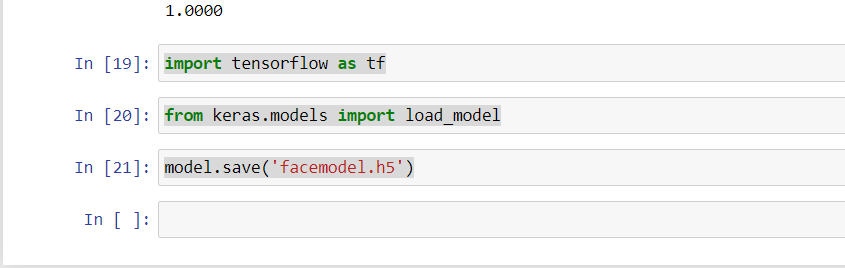 1.0000
In [19]: import tensorflow as tf
In [20]: from keras.models import load_model
In [21]: model.save('facemodel.h5')
In [ ]: